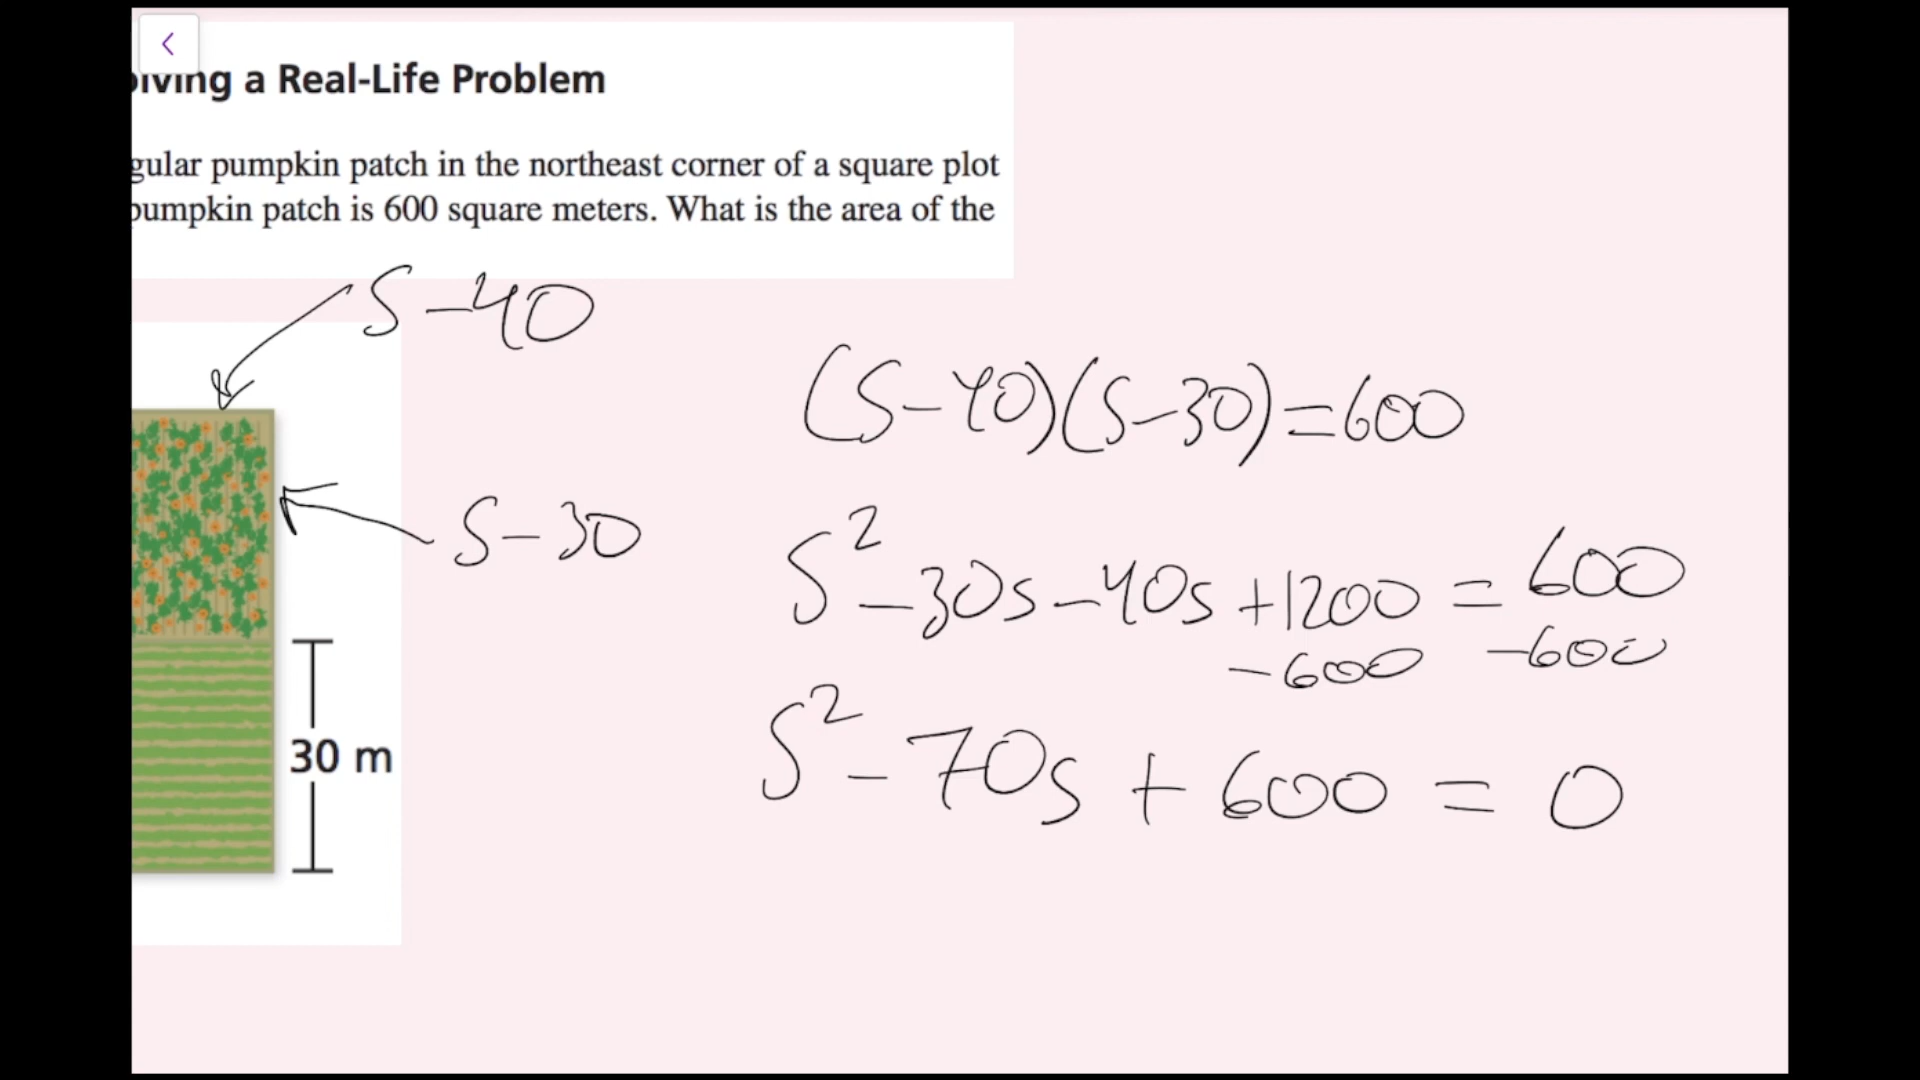 ving a Real-Life Problem
gular pumpkin patch in the northeast corner of a square plot
pumpkin patch is 600 square meters. What is the area of the
S-40
(S-40)(S-30)=600
S-30
S²-30s-40s+1200=600
-600 -600
30 m
S²-70s+600=0